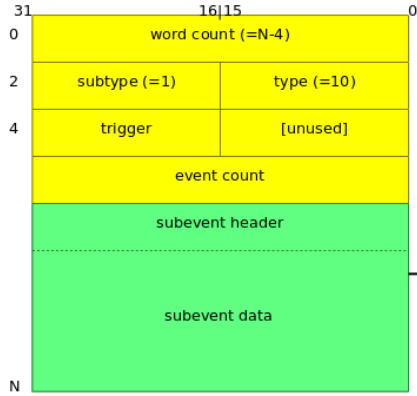 31 16|15 0
0 word count (=N-4)
2 subtype (=1) type (=10)
4 trigger [unused]
event count
subevent header
subevent data
N